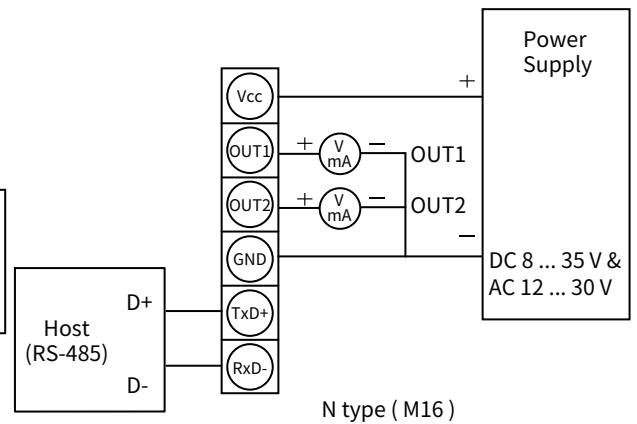 Power
Supply
+
Vcc
OUT1
+
V
mA
−
OUT1
OUT2
+
V
mA
−
OUT2
−
GND
DC 8 ... 35 V &
AC 12 ... 30 V
D+
TxD+
Host
(RS-485)
RxD-
D-
N type ( M16 )